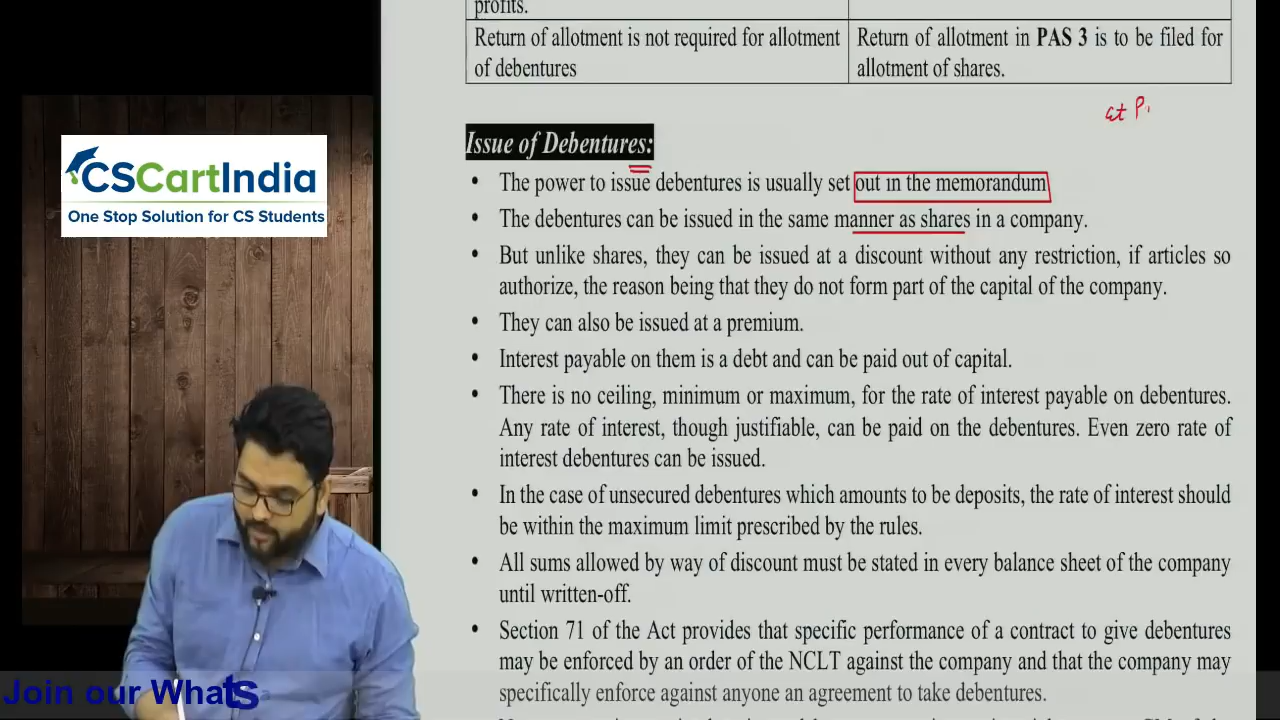 profits.
Return of allotment is not required for allotment of debentures
Return of allotment in PAS 3 is to be filed for allotment of shares.
at P.
CSCartIndia
One Stop Solution for CS Students
Issue of Debentures:
• The power to issue debentures is usually set out in the memorandum
• The debentures can be issued in the same manner as shares in a company.
• But unlike shares, they can be issued at a discount without any restriction, if articles so
authorize, the reason being that they do not form part of the capital of the company.
• They can also be issued at a premium.
• Interest payable on them is a debt and can be paid out of capital.
• There is no ceiling, minimum or maximum, for the rate of interest payable on debentures.
Any rate of interest, though justifiable, can be paid on the debentures. Even zero rate of
interest debentures can be issued.
• In the case of unsecured debentures which amounts to be deposits, the rate of interest should
be within the maximum limit prescribed by the rules.
• All sums allowed by way of discount must be stated in every balance sheet of the company
until written-off.
• Section 71 of the Act provides that specific performance of a contract to give debentures
may be enforced by an order of the NCLT against the company and that the company may
specifically enforce against anyone an agreement to take debentures.
Join our Whats